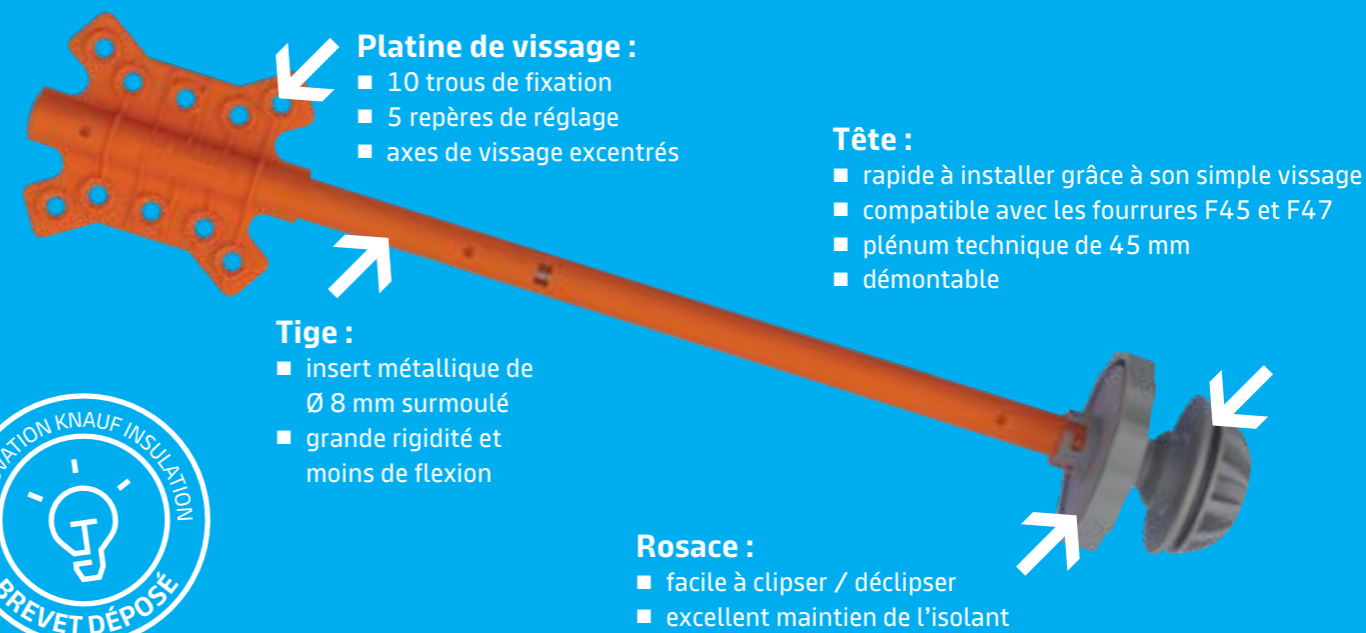 Platine de vissage :
■ 10 trous de fixation
■ 5 repères de réglage
■ axes de vissage excentrés
Tête :
■ rapide à installer grâce à son simple vissage
■ compatible avec les fourrures F45 et F47
■ plénum technique de 45 mm
■ démontable
Tige :
■ insert métallique de
Ø 8 mm surmoulé
■ grande rigidité et
moins de flexion
Rosace :
■ facile à clipser / déclipser
■ excellent maintien de l’isolant
KNAUF INSULATION
BREVET DÉPOSÉ